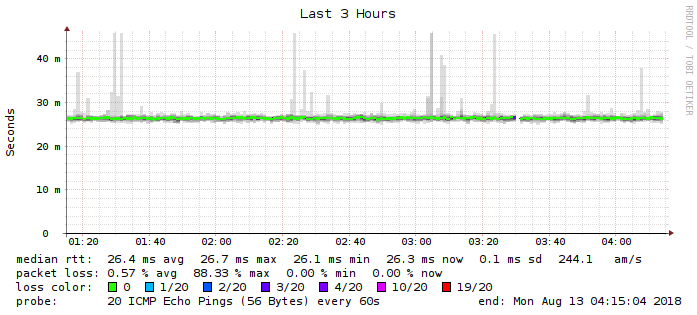 Last 3 Hours
RRDTOOL / TOBI OETIKER
Seconds
40 m
30 m
20 m
10 m
0
01:20 01:40 02:00 02:20 02:40 03:00 03:20 03:40 04:00
median rtt: 26.4 ms avg 26.7 ms max 26.1 ms min 26.3 ms now 0.1 ms sd 244.1 am/s
packet loss: 0.57 % avg 88.33 % max 0.00 % min 0.00 % now
loss color: 0 1/20 2/20 3/20 4/20 10/20 19/20
probe: 20 ICMP Echo Pings (56 Bytes) every 60s end: Mon Aug 13 04:15:04 2018